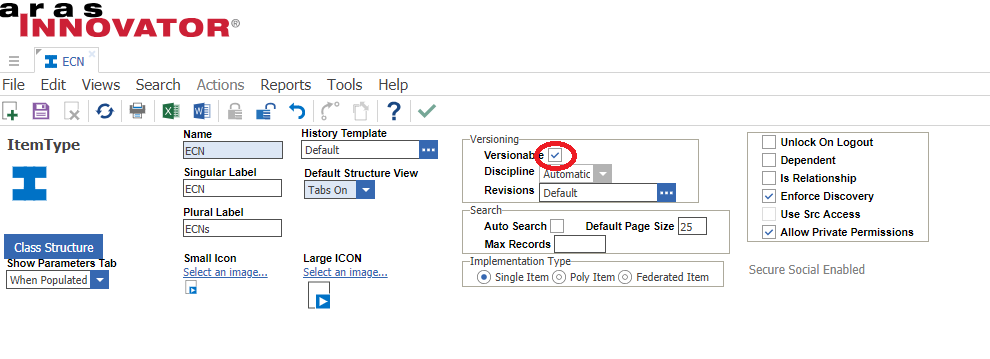 aras
INNOVATOR®
ECN
File Edit Views Search Actions Reports Tools Help
ItemType
Name
ECN
History Template
Default
Singular Label
ECN
Default Structure View
Tabs On
Plural Label
ECNs
Class Structure
Show Parameters Tab
When Populated
Small Icon
Select an image...
Large ICON
Select an image...
Versioning
Versionable
Discipline Automatic
Revisions Default
Search
Auto Search Default Page Size 25
Max Records
Implementation Type
Single Item Poly Item Federated Item
Unlock On Logout
Dependent
Is Relationship
Enforce Discovery
Use Src Access
Allow Private Permissions
Secure Social Enabled